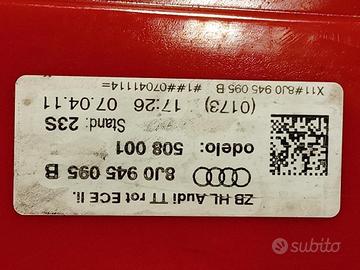 ZB HL Audi TT rot ECE li.
8J0 945 095 B
odelo: 508 001
Stand: 23S
(0173) 17:26 07.04.11
X11#8J0 945 095 B
#1##07041114=
subito